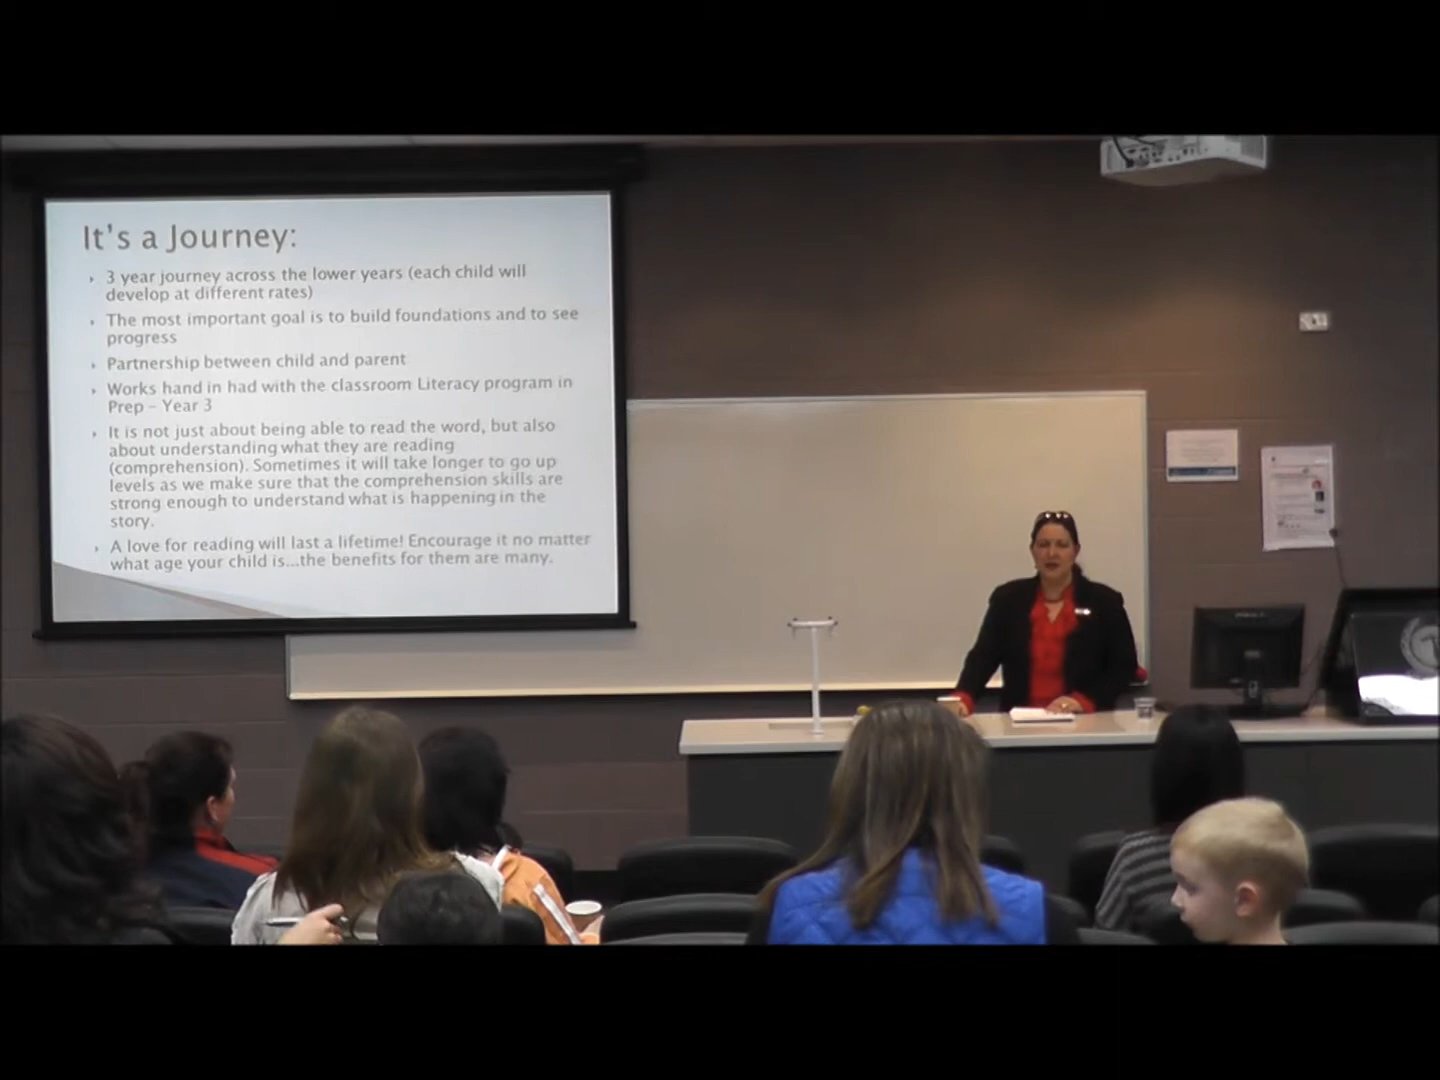 It's a Journey:
3 year journey across the lower years (each child will
develop at different rates)
The most important goal is to build foundations and to see
progress
Partnership between child and parent
Works hand in had with the classroom Literacy program in
Prep – Year 3
It is not just about being able to read the word, but also
about understanding what they are reading
(comprehension). Sometimes it will take longer to go up
levels as we make sure that the comprehension skills are
strong enough to understand what is happening in the
story.
A love for reading will last a lifetime! Encourage it no matter
what age your child is...the benefits for them are many.